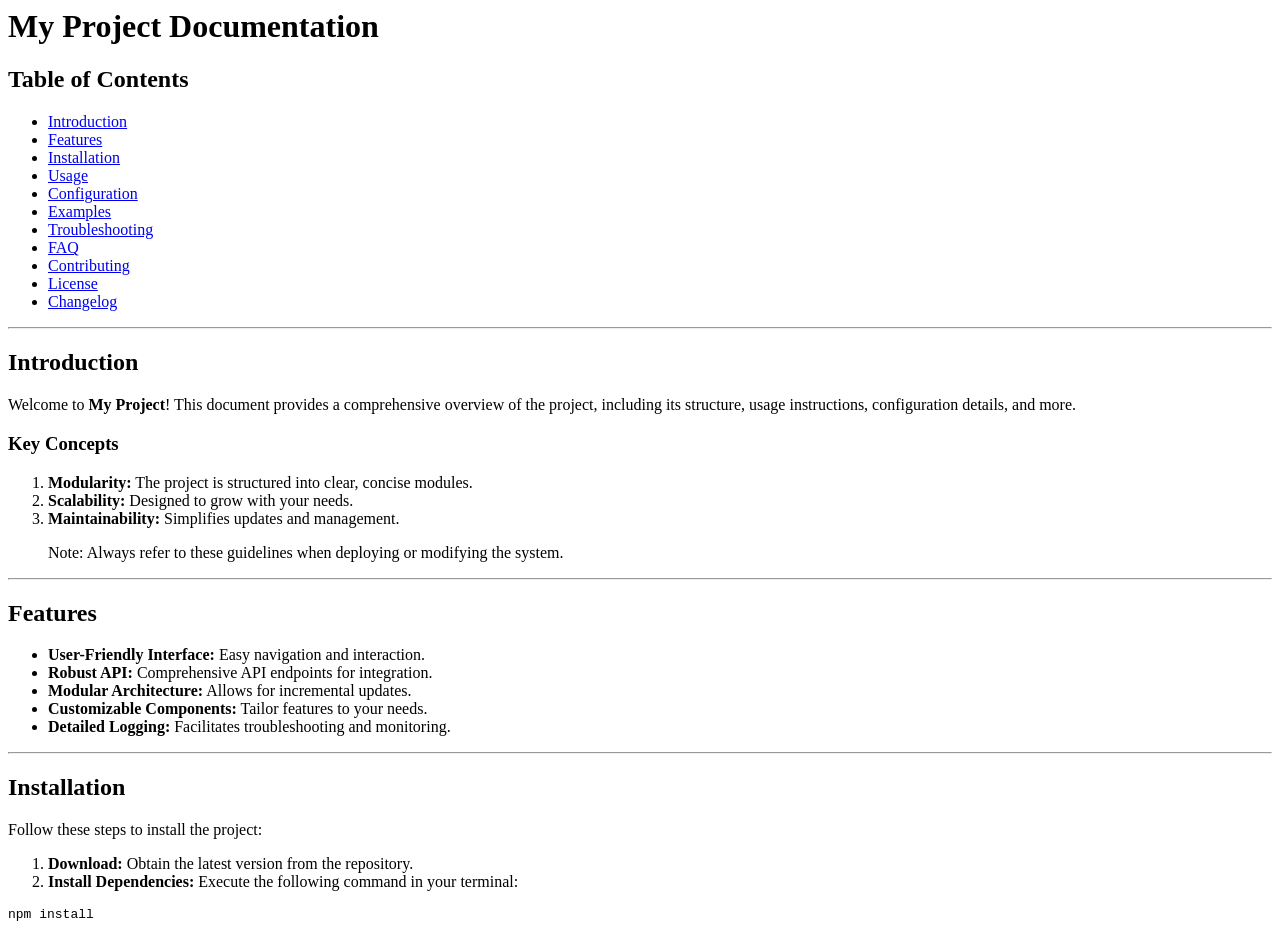 My Project Documentation
Table of Contents
Introduction
Features
Installation
Usage
Configuration
Examples
Troubleshooting
FAQ
Contributing
License
Changelog
Introduction
Welcome to My Project! This document provides a comprehensive overview of the project, including its structure, usage instructions, configuration details, and more.
Key Concepts
1. Modularity: The project is structured into clear, concise modules.
2. Scalability: Designed to grow with your needs.
3. Maintainability: Simplifies updates and management.
Note: Always refer to these guidelines when deploying or modifying the system.
Features
User-Friendly Interface: Easy navigation and interaction.
Robust API: Comprehensive API endpoints for integration.
Modular Architecture: Allows for incremental updates.
Customizable Components: Tailor features to your needs.
Detailed Logging: Facilitates troubleshooting and monitoring.
Installation
Follow these steps to install the project:
1. Download: Obtain the latest version from the repository.
2. Install Dependencies: Execute the following command in your terminal:
npm install